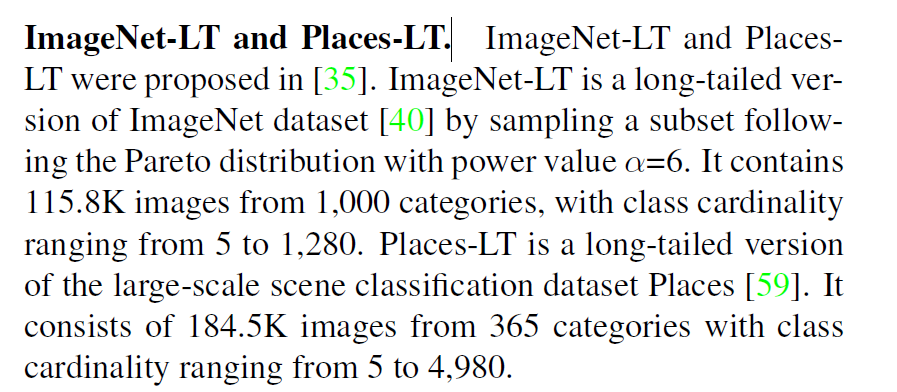 ImageNet-LT and Places-LT. ImageNet-LT and Places-
LT were proposed in [35]. ImageNet-LT is a long-tailed ver-
sion of ImageNet dataset [40] by sampling a subset follow-
ing the Pareto distribution with power value α=6. It contains
115.8K images from 1,000 categories, with class cardinality
ranging from 5 to 1,280. Places-LT is a long-tailed version
of the large-scale scene classification dataset Places [59]. It
consists of 184.5K images from 365 categories with class
cardinality ranging from 5 to 4,980.